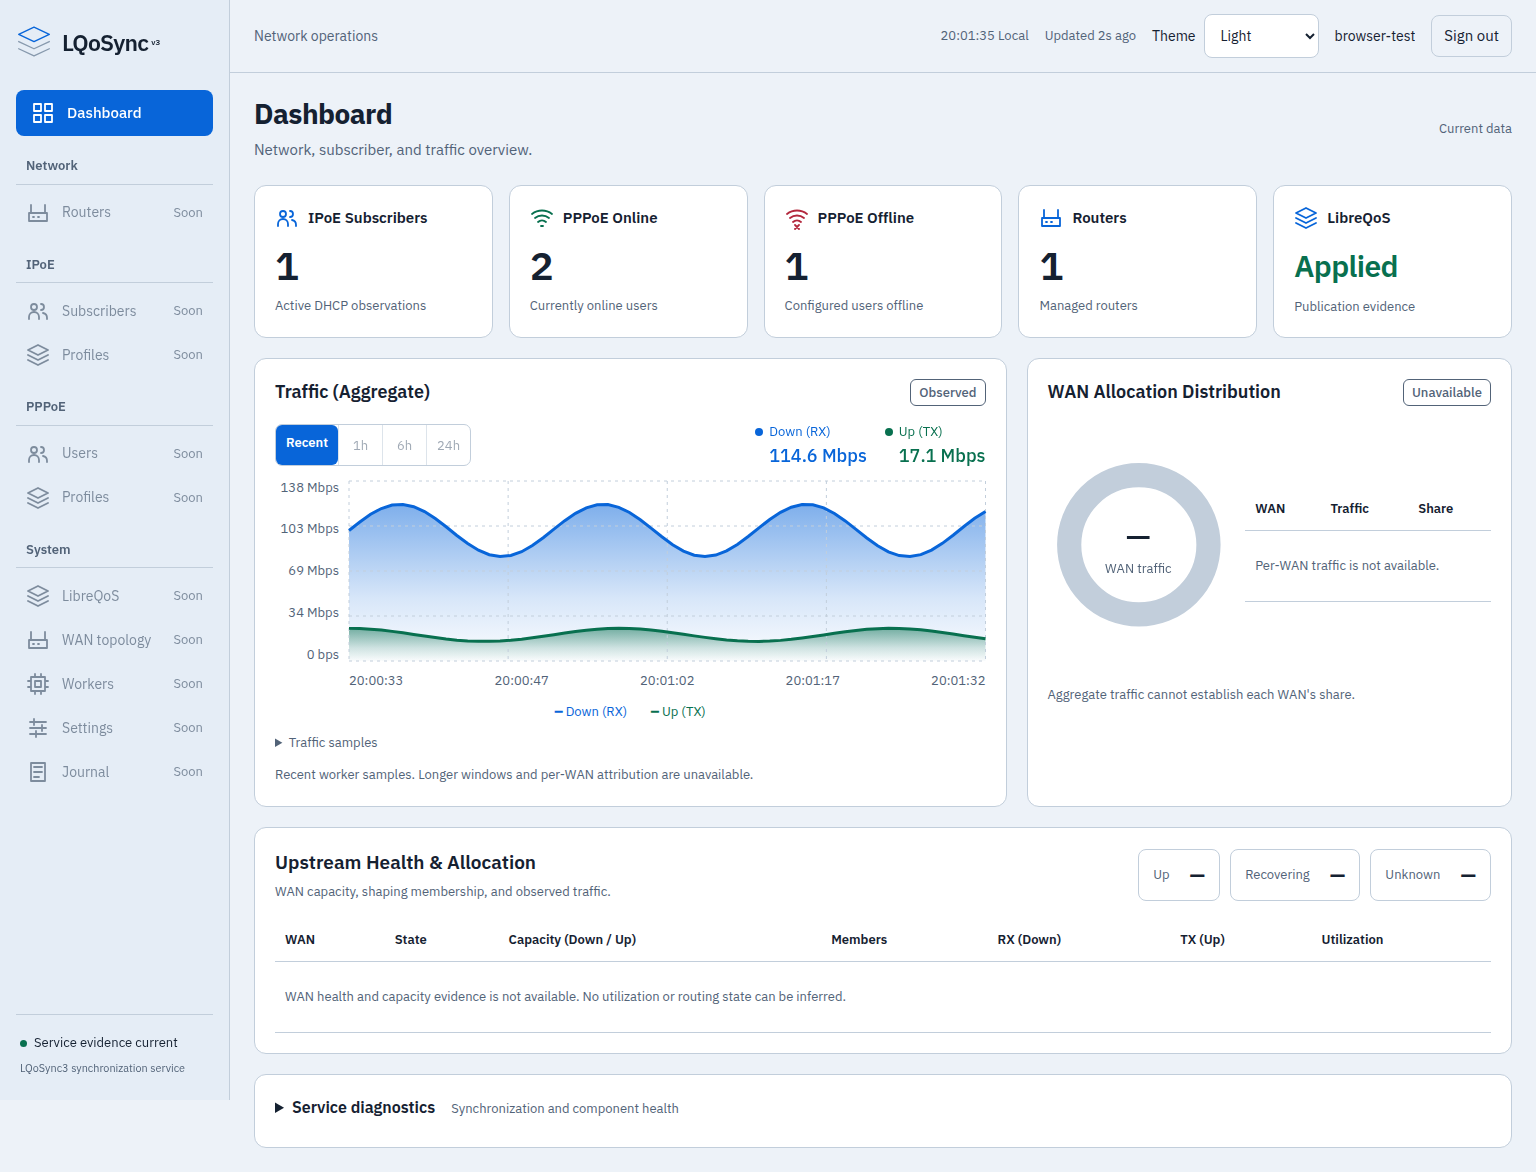 LQoSync v3
Dashboard
Network
Routers Soon
IPoE
Subscribers Soon
Profiles Soon
PPPoE
Users Soon
Profiles Soon
System
LibreQoS Soon
WAN topology Soon
Workers Soon
Settings Soon
Journal Soon
Service evidence current
LQoSync3 synchronization service
Network operations
20:01:35 Local Updated 2s ago Theme Light browser-test Sign out
Dashboard
Network, subscriber, and traffic overview.
Current data
IPoE Subscribers
1
Active DHCP observations
PPPoE Online
2
Currently online users
PPPoE Offline
1
Configured users offline
Routers
1
Managed routers
LibreQoS
Applied
Publication evidence
Traffic (Aggregate)
Observed
Recent 1h 6h 24h
Down (RX)
114.6 Mbps
Up (TX)
17.1 Mbps
138 Mbps
103 Mbps
69 Mbps
34 Mbps
0 bps
20:00:33 20:00:47 20:01:02 20:01:17 20:01:32
Down (RX) Up (TX)
Traffic samples
Recent worker samples. Longer windows and per-WAN attribution are unavailable.
WAN Allocation Distribution
Unavailable
—
WAN traffic
WAN Traffic Share
Per-WAN traffic is not available.
Aggregate traffic cannot establish each WAN's share.
Upstream Health & Allocation
WAN capacity, shaping membership, and observed traffic.
Up —
Recovering —
Unknown —
WAN State Capacity (Down / Up) Members RX (Down) TX (Up) Utilization
WAN health and capacity evidence is not available. No utilization or routing state can be inferred.
Service diagnostics Synchronization and component health